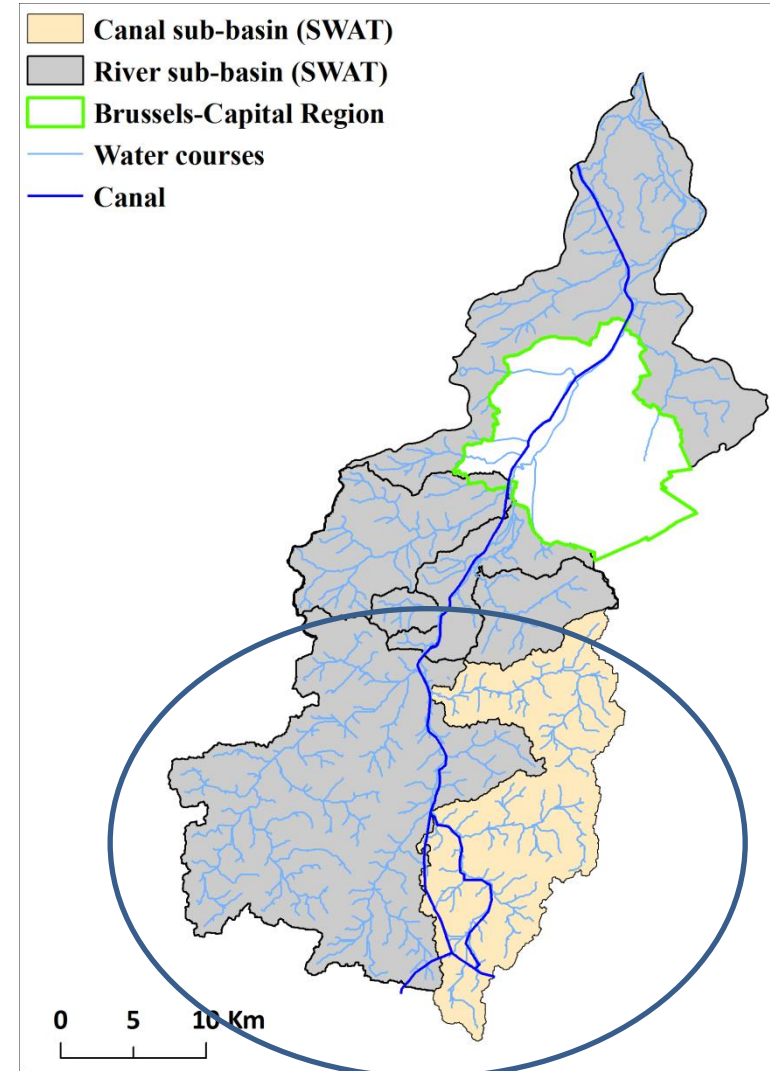 Canal sub-basin (SWAT)
River sub-basin (SWAT)
Brussels-Capital Region
Water courses
Canal
0 5 10 Km